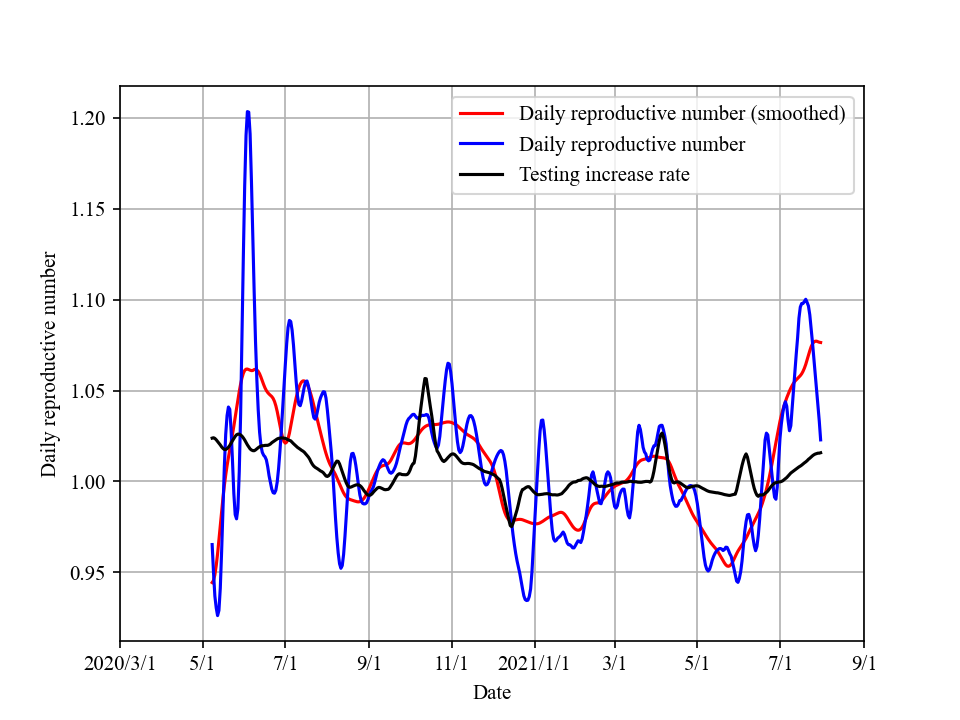 Daily reproductive number (smoothed)
Daily reproductive number
Testing increase rate
Daily reproductive number
1.20
1.15
1.10
1.05
1.00
0.95
2020/3/1 5/1 7/1 9/1 11/1 2021/1/1 3/1 5/1 7/1 9/1
Date